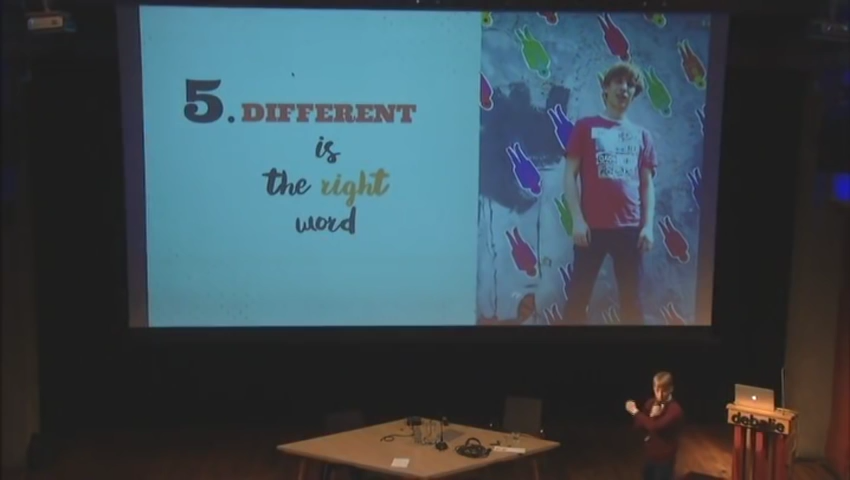 5. DIFFERENT
is
the right
word
debalie